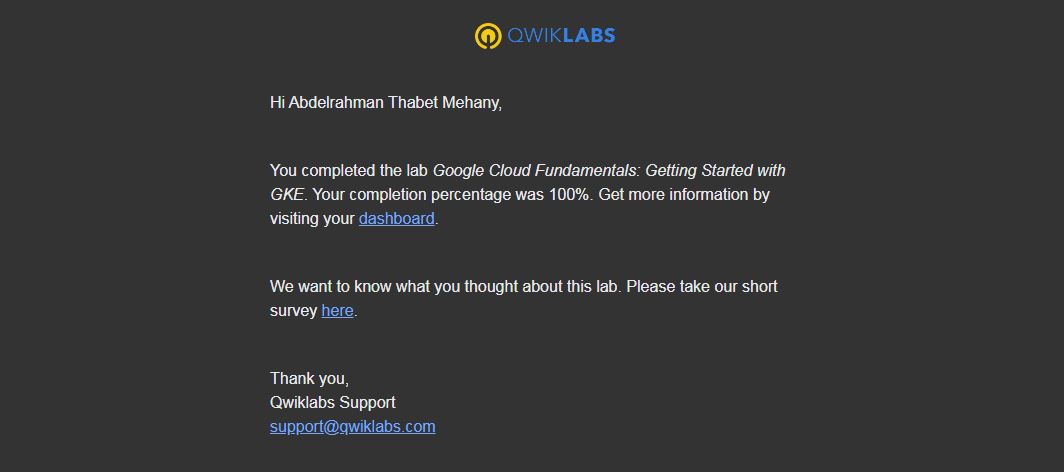 QWIKLABS
Hi Abdelrahman Thabet Mehany,
You completed the lab Google Cloud Fundamentals: Getting Started with
GKE. Your completion percentage was 100%. Get more information by
visiting your dashboard.
We want to know what you thought about this lab. Please take our short
survey here.
Thank you,
Qwiklabs Support
support@qwiklabs.com